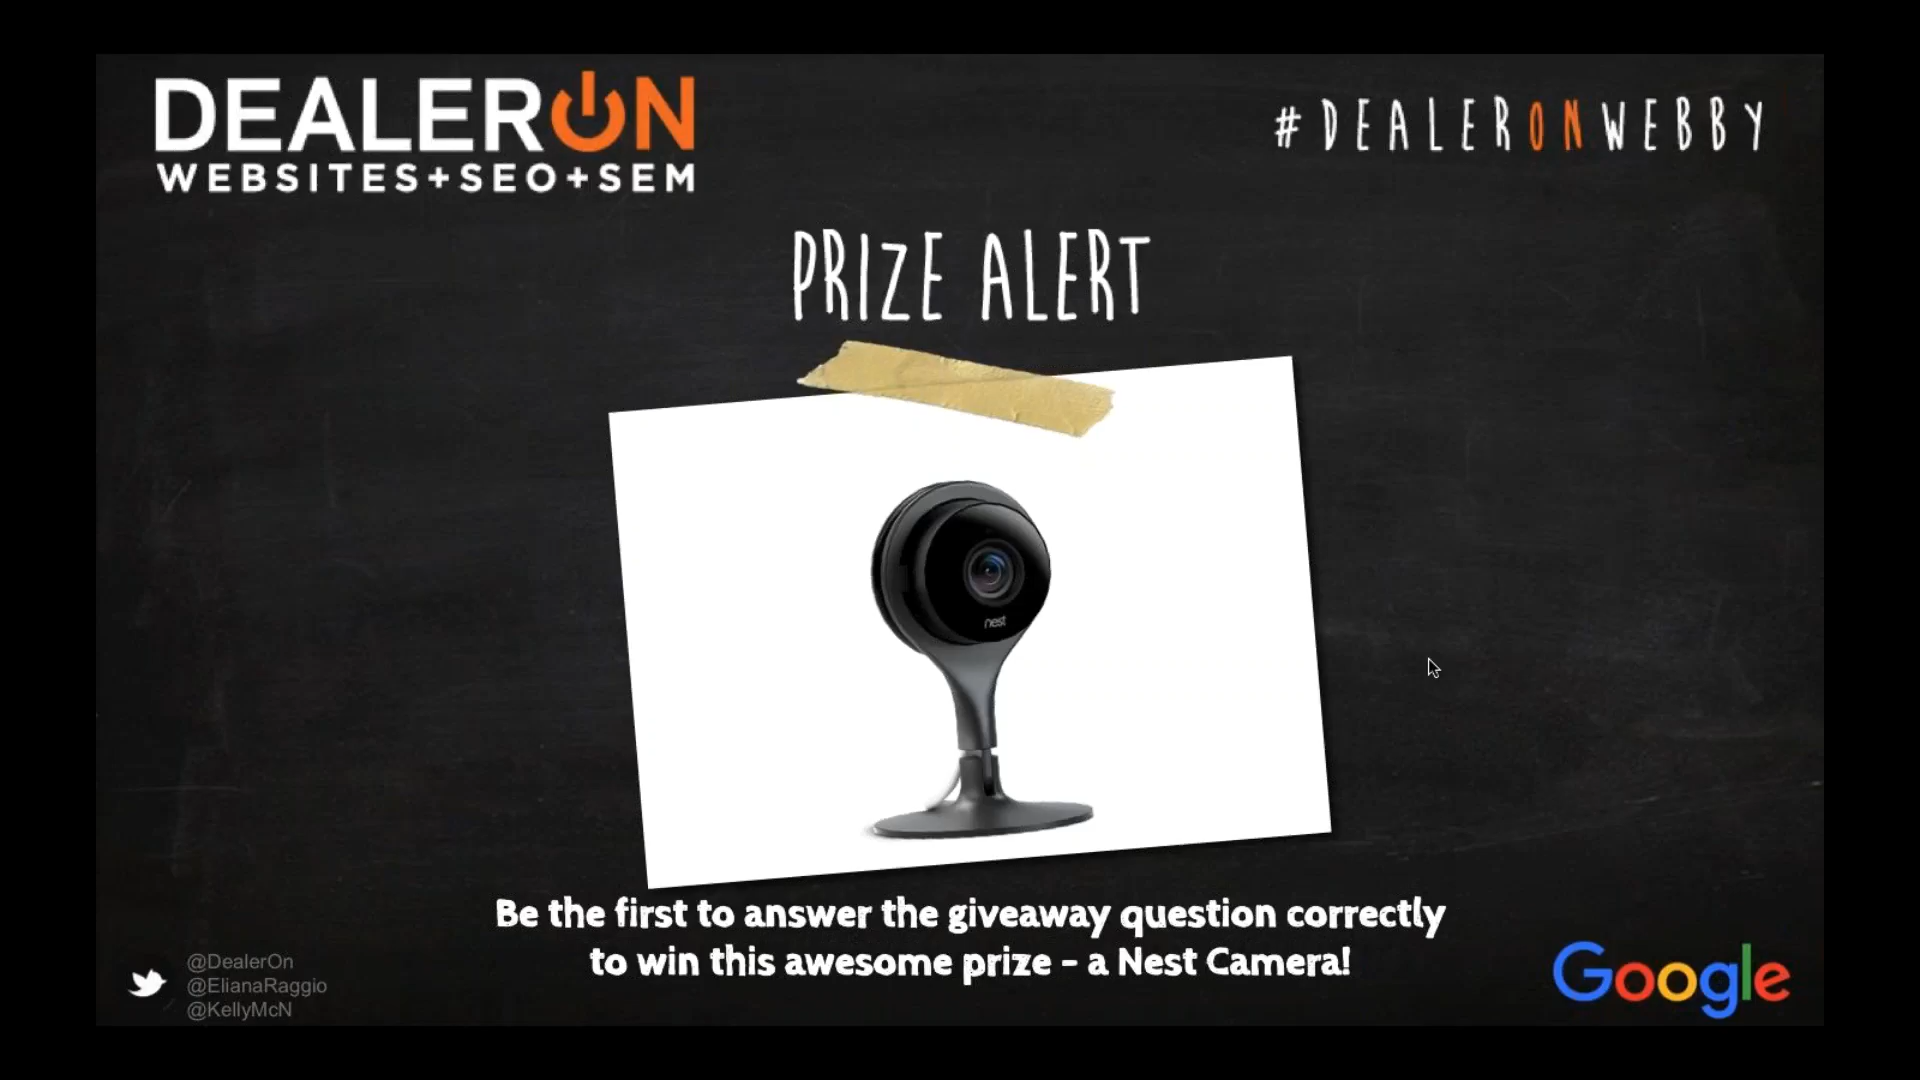 DEALERON
WEBSITES+SEO+SEM
#DEALERONWEBBY
PRIZE ALERT
nest
Be the first to answer the giveaway question correctly
to win this awesome prize - a Nest Camera!
@DealerOn
@ElianaRaggio
@KellyMcN
Google